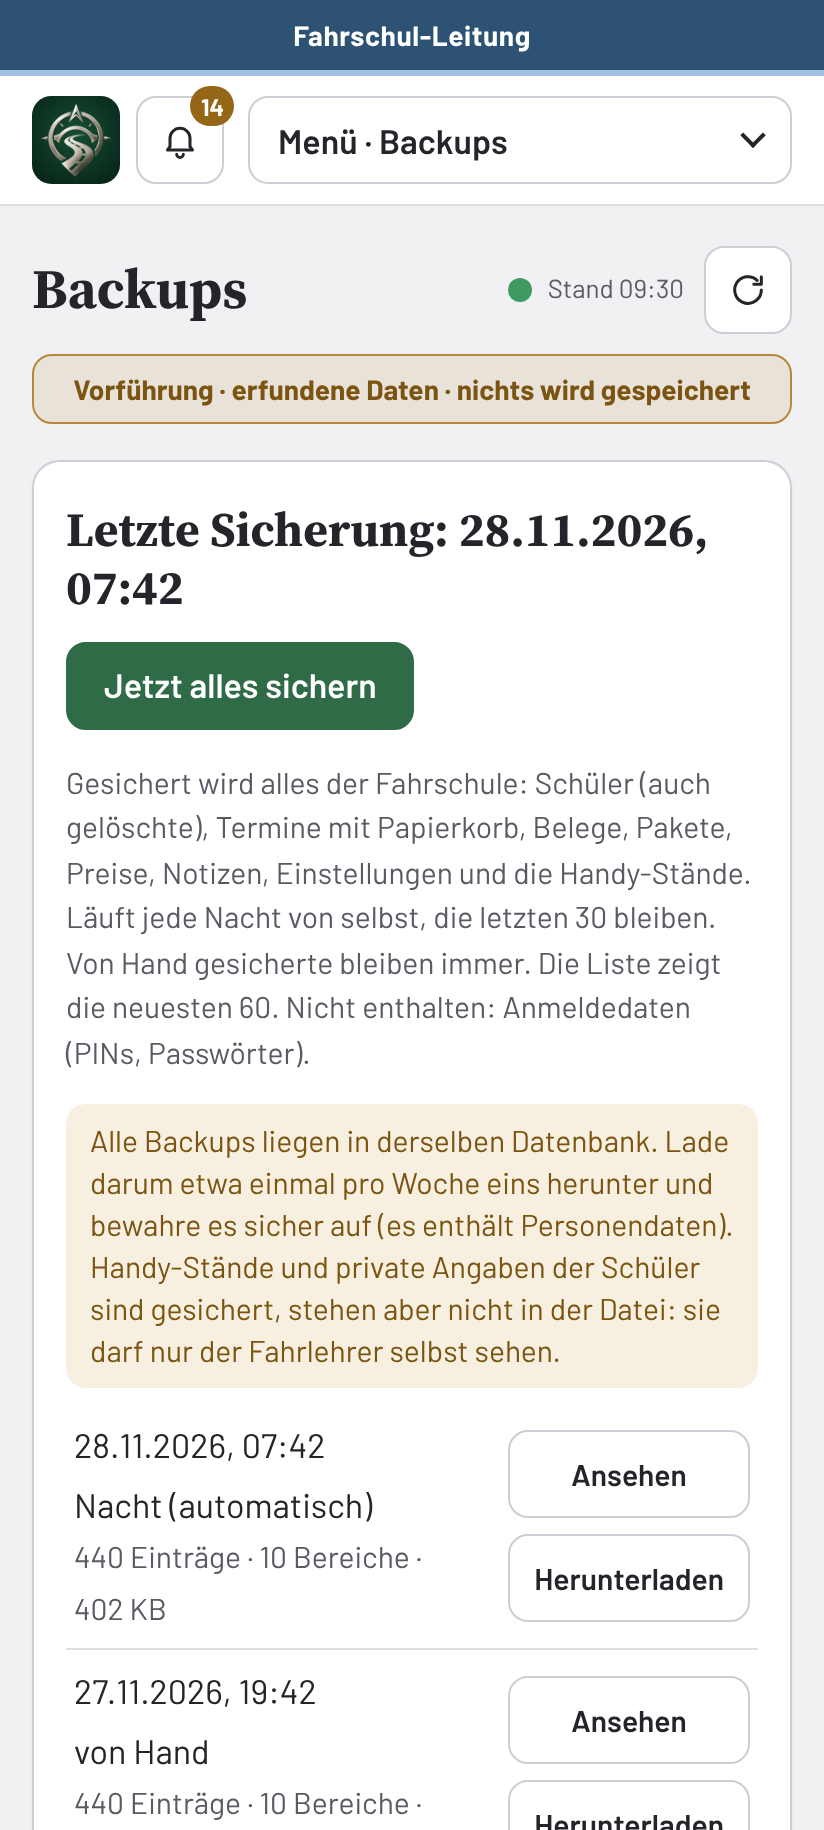 Fahrschul-Leitung
14
Menü · Backups
Backups
Stand 09:30
Vorführung · erfundene Daten · nichts wird gespeichert
Letzte Sicherung: 28.11.2026,
07:42
Jetzt alles sichern
Gesichert wird alles der Fahrschule: Schüler (auch
gelöschte), Termine mit Papierkorb, Belege, Pakete,
Preise, Notizen, Einstellungen und die Handy-Stände.
Läuft jede Nacht von selbst, die letzten 30 bleiben.
Von Hand gesicherte bleiben immer. Die Liste zeigt
die neuesten 60. Nicht enthalten: Anmeldedaten
(PINs, Passwörter).
Alle Backups liegen in derselben Datenbank. Lade
darum etwa einmal pro Woche eins herunter und
bewahre es sicher auf (es enthält Personendaten).
Handy-Stände und private Angaben der Schüler
sind gesichert, stehen aber nicht in der Datei: sie
darf nur der Fahrlehrer selbst sehen.
28.11.2026, 07:42
Nacht (automatisch)
440 Einträge · 10 Bereiche ·
402 KB
Ansehen
Herunterladen
27.11.2026, 19:42
von Hand
440 Einträge · 10 Bereiche ·
Ansehen
Herunterladen